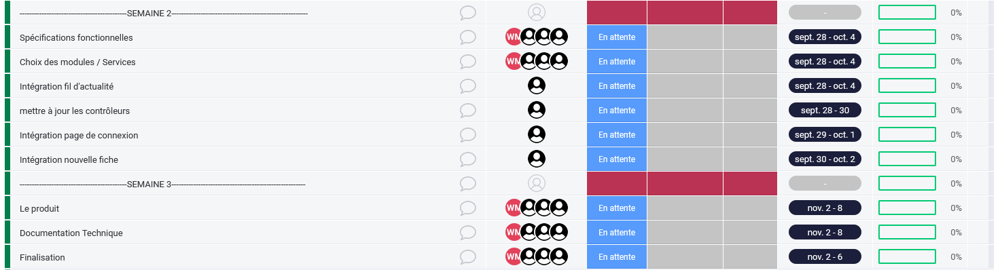 ----------------------------------------------SEMAINE 2----------------------------------------------------------- - 0%
Spécifications fonctionnelles WM En attente sept. 28 - oct. 4 0%
Choix des modules / Services WM En attente sept. 28 - oct. 4 0%
Intégration fil d'actualité En attente sept. 28 - oct. 4 0%
mettre à jour les contrôleurs En attente sept. 28 - 30 0%
Intégration page de connexion En attente sept. 29 - oct. 1 0%
Intégration nouvelle fiche En attente sept. 30 - oct. 2 0%
----------------------------------------------SEMAINE 3---------------------------------------------------------- - 0%
Le produit WM En attente nov. 2 - 8 0%
Documentation Technique WM En attente nov. 2 - 8 0%
Finalisation WM En attente nov. 2 - 6 0%